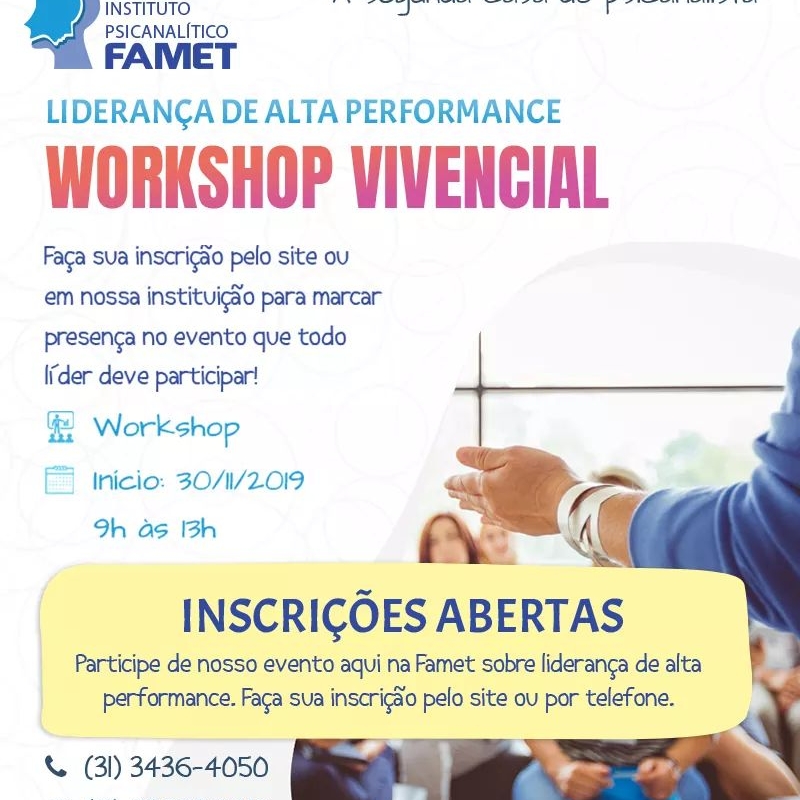 INSTITUTO
PSICANALÍTICO
FAMET
LIDERANÇA DE ALTA PERFORMANCE
WORKSHOP VIVENCIAL
Faça sua inscrição pelo site ou
em nossa instituição para marcar
presença no evento que todo
líder deve participar!
Workshop
Início: 30/11/2019
9h às 13h
INSCRIÇÕES ABERTAS
Participe de nosso evento aqui na Famet sobre liderança de alta
performance. Faça sua inscrição pelo site ou por telefone.
(31) 3436-4050